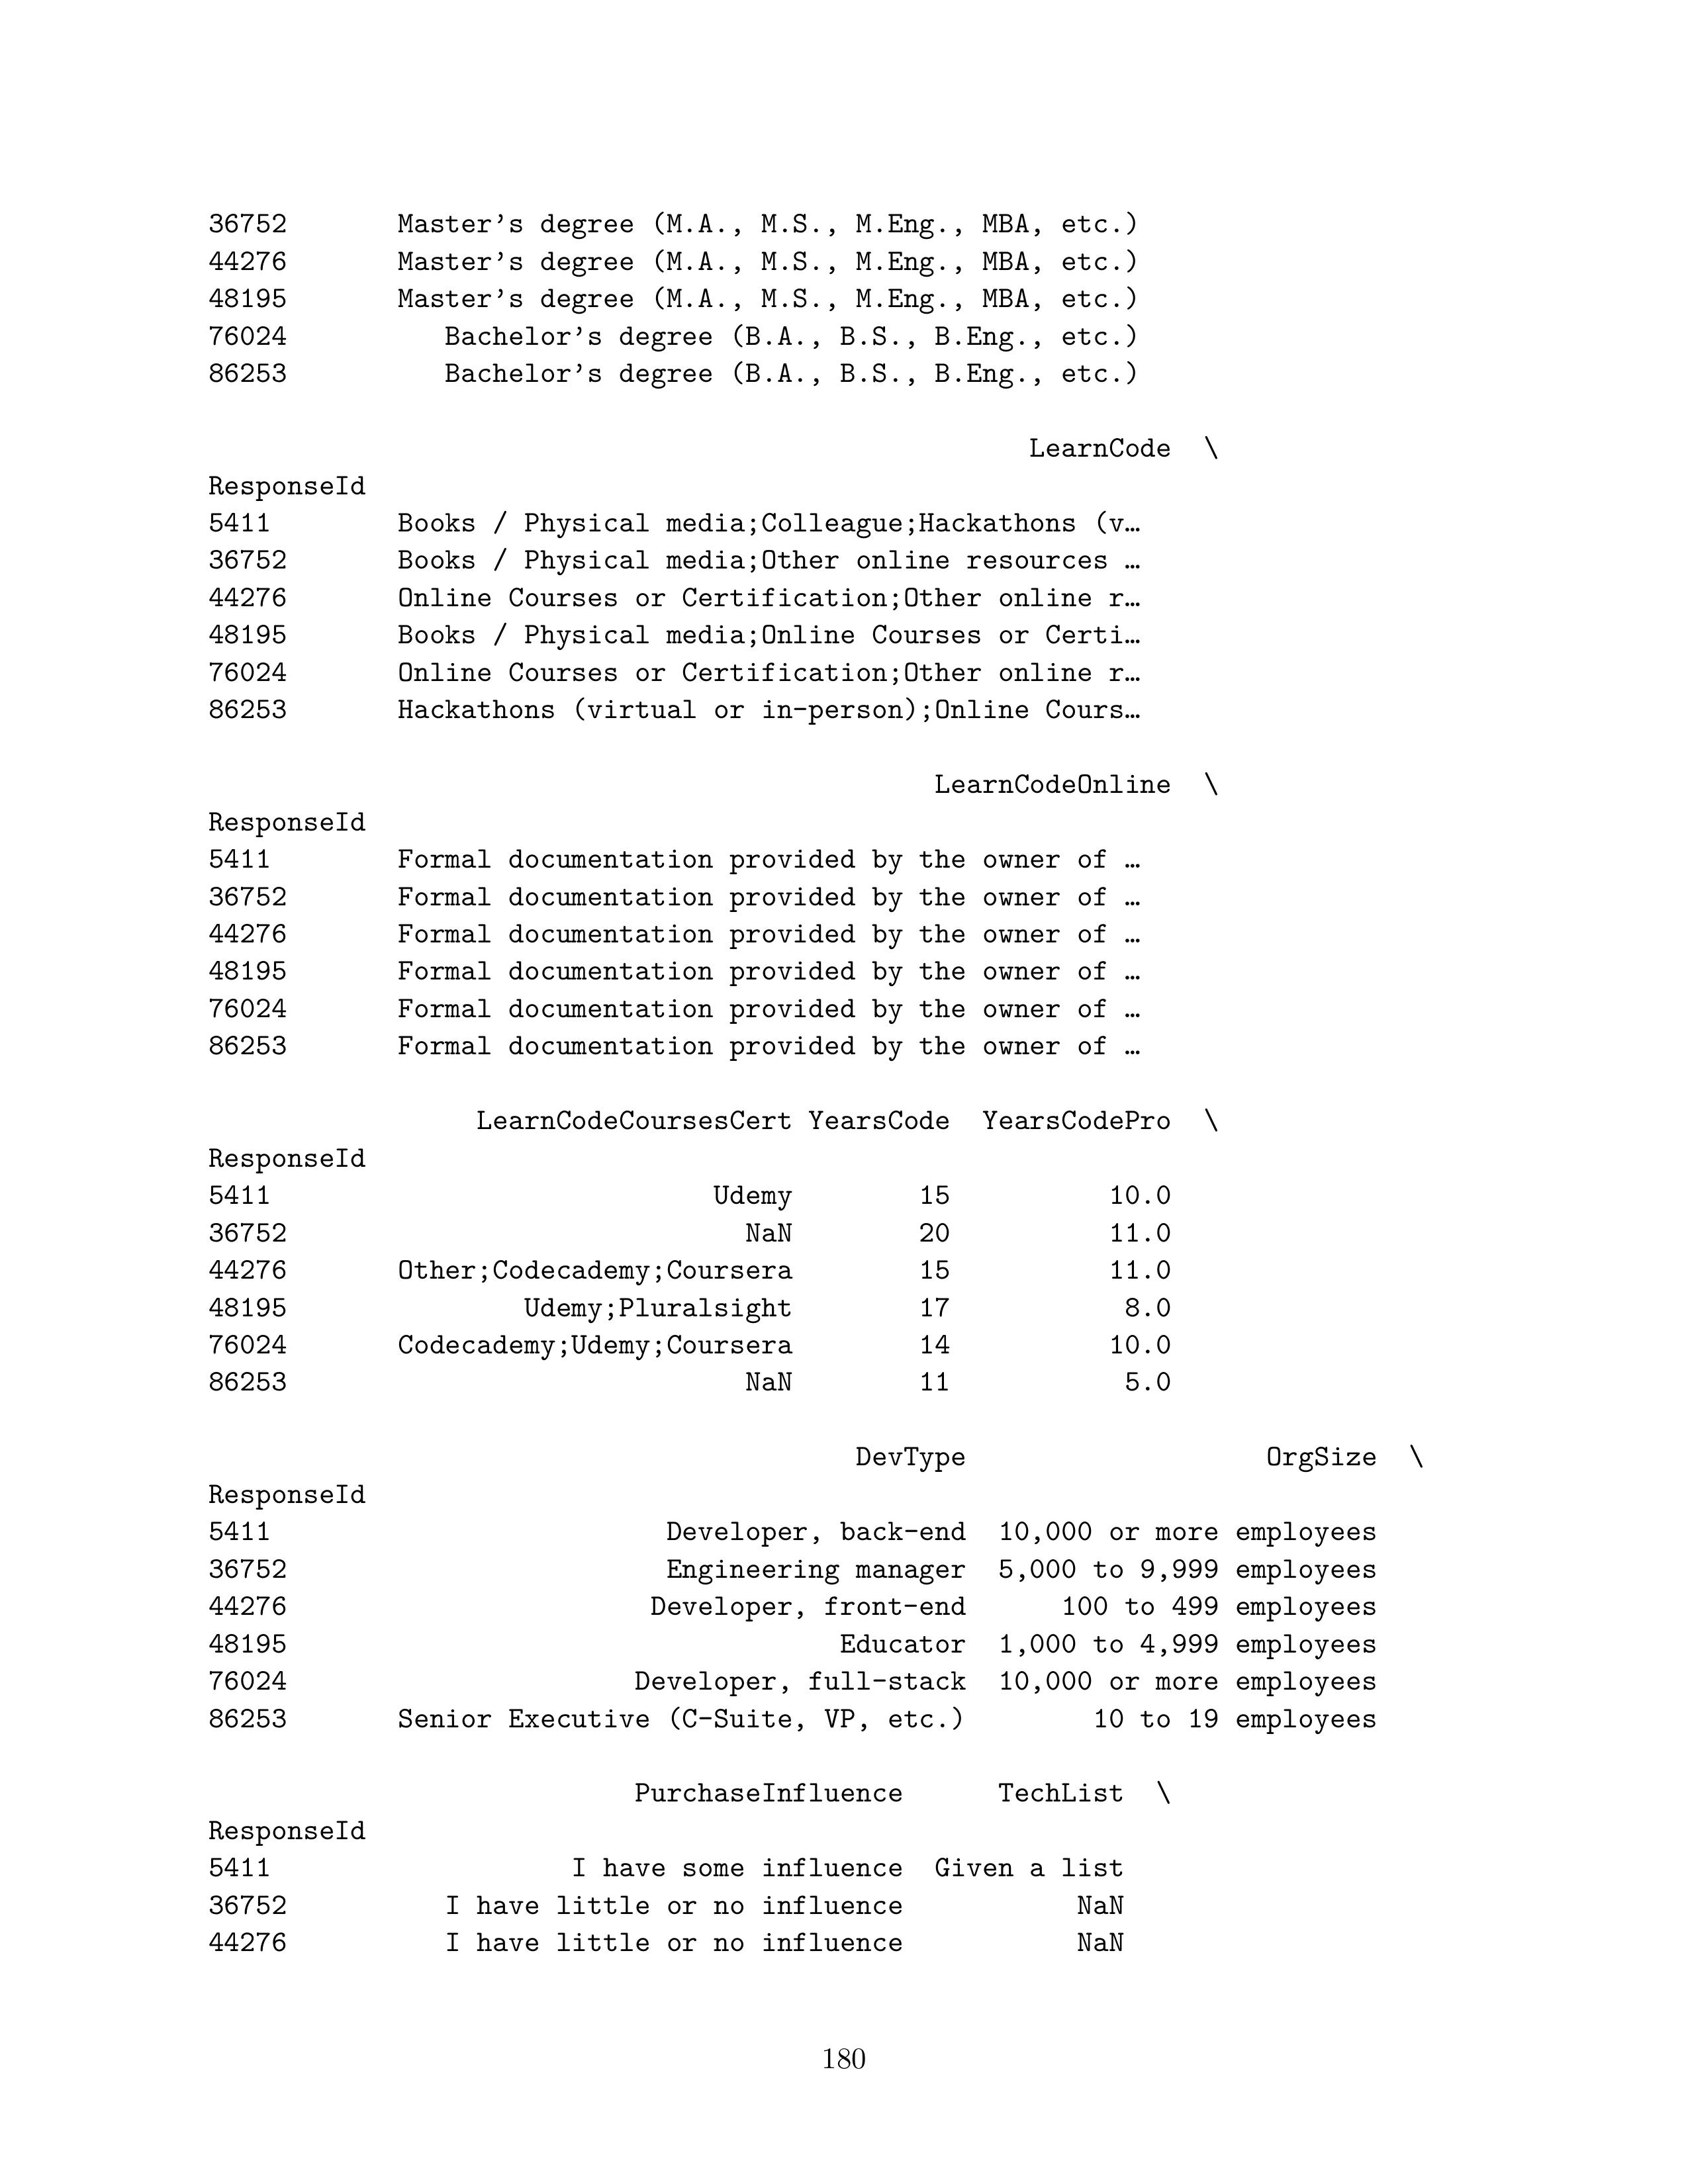 36752 Master's degree (M.A., M.S., M.Eng., MBA, etc.)
44276 Master's degree (M.A., M.S., M.Eng., MBA, etc.)
48195 Master's degree (M.A., M.S., M.Eng., MBA, etc.)
76024 Bachelor's degree (B.A., B.S., B.Eng., etc.)
86253 Bachelor's degree (B.A., B.S., B.Eng., etc.)
LearnCode \
ResponseId
5411 Books / Physical media;Colleague;Hackathons (v…
36752 Books / Physical media;Other online resources …
44276 Online Courses or Certification;Other online r…
48195 Books / Physical media;Online Courses or Certi…
76024 Online Courses or Certification;Other online r…
86253 Hackathons (virtual or in-person);Online Cours…
LearnCodeOnline \
ResponseId
5411 Formal documentation provided by the owner of …
36752 Formal documentation provided by the owner of …
44276 Formal documentation provided by the owner of …
48195 Formal documentation provided by the owner of …
76024 Formal documentation provided by the owner of …
86253 Formal documentation provided by the owner of …
LearnCodeCoursesCert YearsCode YearsCodePro \
ResponseId
5411 Udemy 15 10.0
36752 NaN 20 11.0
44276 Other;Codecademy;Coursera 15 11.0
48195 Udemy;Pluralsight 17 8.0
76024 Codecademy;Udemy;Coursera 14 10.0
86253 NaN 11 5.0
DevType OrgSize \
ResponseId
5411 Developer, back-end 10,000 or more employees
36752 Engineering manager 5,000 to 9,999 employees
44276 Developer, front-end 100 to 499 employees
48195 Educator 1,000 to 4,999 employees
76024 Developer, full-stack 10,000 or more employees
86253 Senior Executive (C-Suite, VP, etc.) 10 to 19 employees
PurchaseInfluence TechList \
ResponseId
5411 I have some influence Given a list
36752 I have little or no influence NaN
44276 I have little or no influence NaN
180